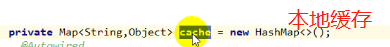 本地缓存
private Map<String,Object> cache = new HashMap<>();
@Autowired